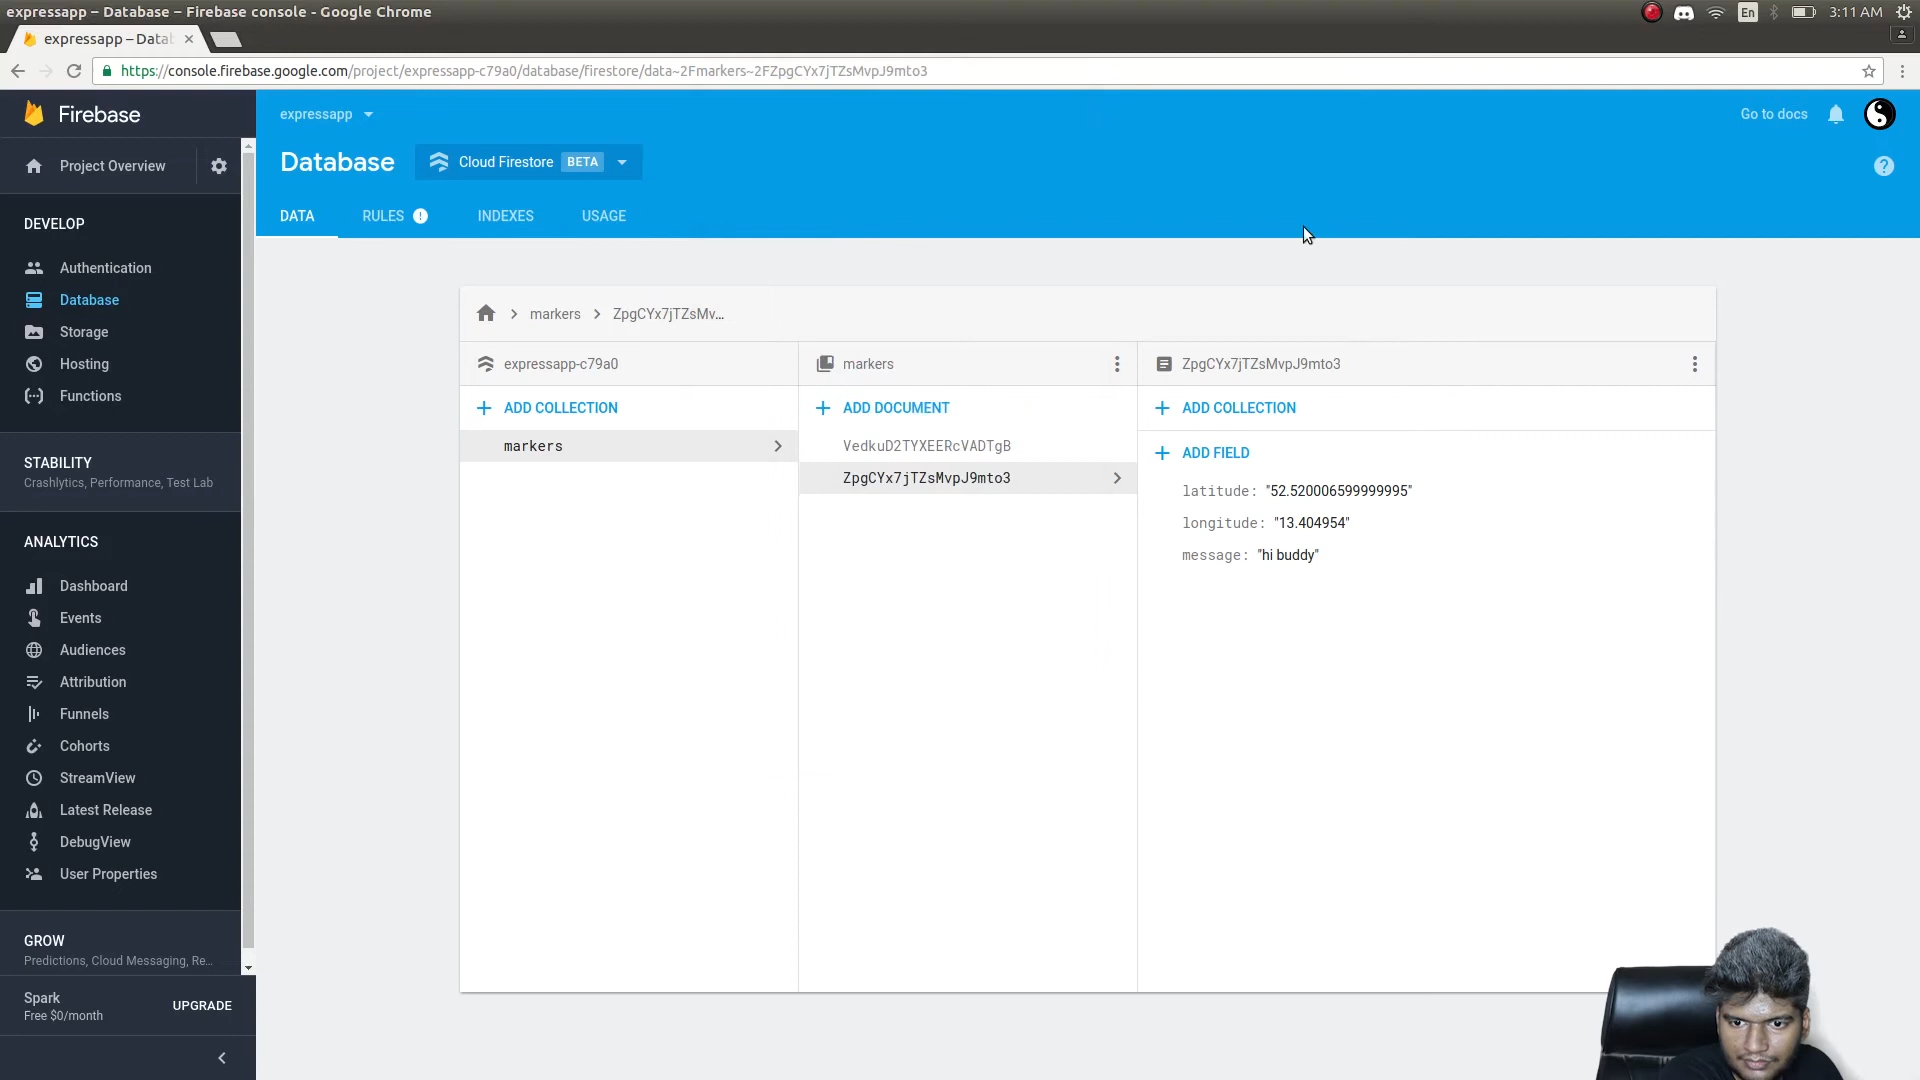 expressapp – Database – Firebase console - Google Chrome
En
3:11 AM
expressapp – Datab
https://console.firebase.google.com/project/expressapp-c79a0/database/firestore/data~2Fmarkers~2FZpgCYx7jTZsMvpJ9mto3
Firebase
expressapp
Go to docs
Project Overview
Database
Cloud Firestore BETA
DATA
RULES
INDEXES
USAGE
DEVELOP
Authentication
Database
Storage
Hosting
Functions
STABILITY
Crashlytics, Performance, Test Lab
ANALYTICS
Dashboard
Events
Audiences
Attribution
Funnels
Cohorts
StreamView
Latest Release
DebugView
User Properties
GROW
Predictions, Cloud Messaging, Re...
Spark
Free $0/month
UPGRADE
markers
ZpgCYx7jTZsMv...
expressapp-c79a0
markers
ZpgCYx7jTZsMvpJ9mto3
ADD COLLECTION
ADD DOCUMENT
ADD COLLECTION
markers
VedkuD2TYXEERcVADTgB
ZpgCYx7jTZsMvpJ9mto3
ADD FIELD
latitude: "52.520006599999995"
longitude: "13.404954"
message: "hi buddy"